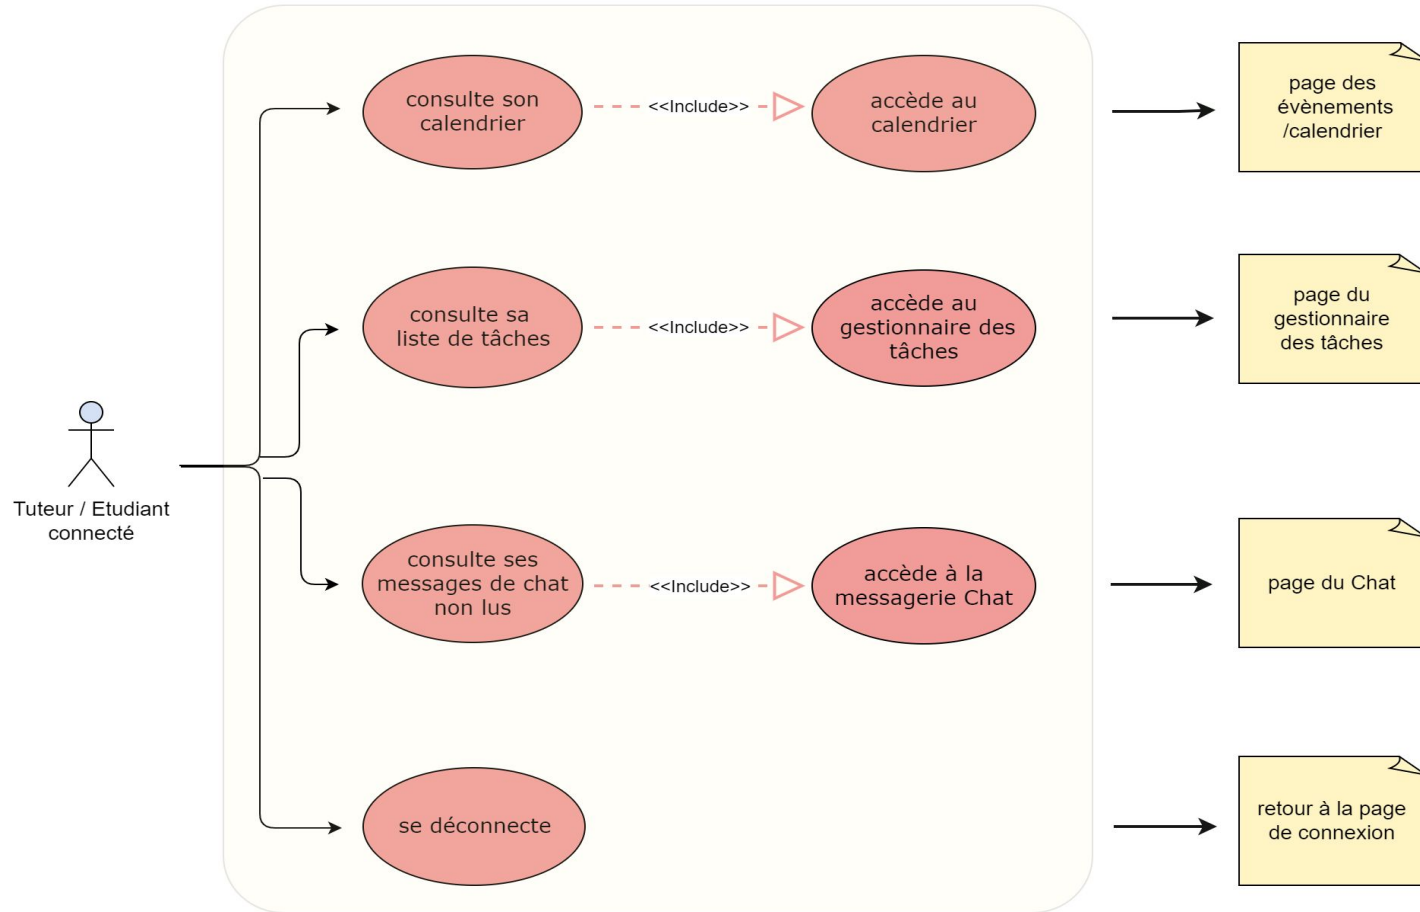 consulte son
calendrier
<<Include>>
accède au
calendrier
page des
évènements
/calendrier
consulte sa
liste de tâches
<<Include>>
accède au
gestionnaire des
tâches
page du
gestionnaire
des tâches
Tuteur / Etudiant
connecté
consulte ses
messages de chat
non lus
<<Include>>
accède à la
messagerie Chat
page du Chat
se déconnecte
retour à la page
de connexion